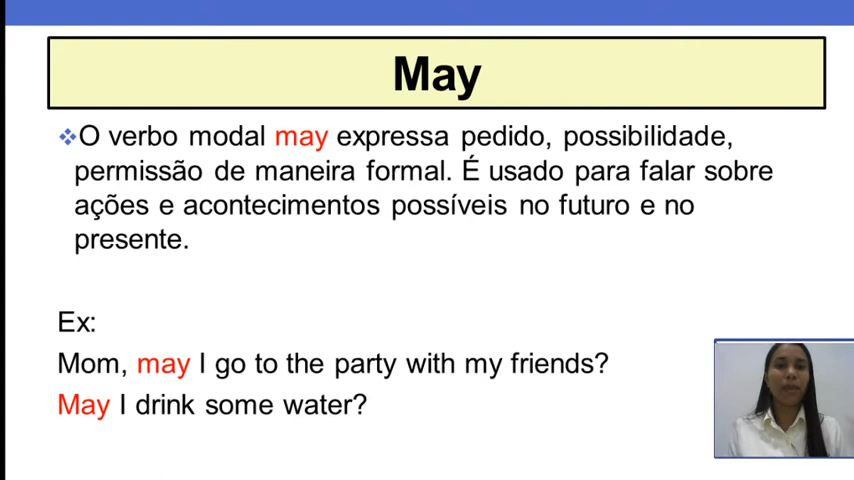 May
O verbo modal may expressa pedido, possibilidade,
permissão de maneira formal. É usado para falar sobre
ações e acontecimentos possíveis no futuro e no
presente.
Ex:
Mom, may I go to the party with my friends?
May I drink some water?